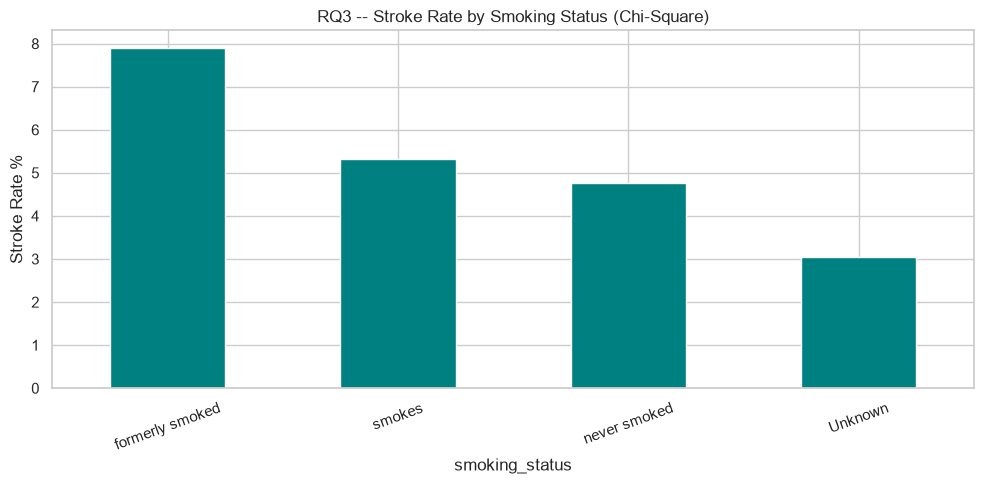 RQ3 -- Stroke Rate by Smoking Status (Chi-Square)
Stroke Rate %
8
7
6
5
4
3
2
1
0
formerly smoked
smokes
never smoked
Unknown
smoking_status